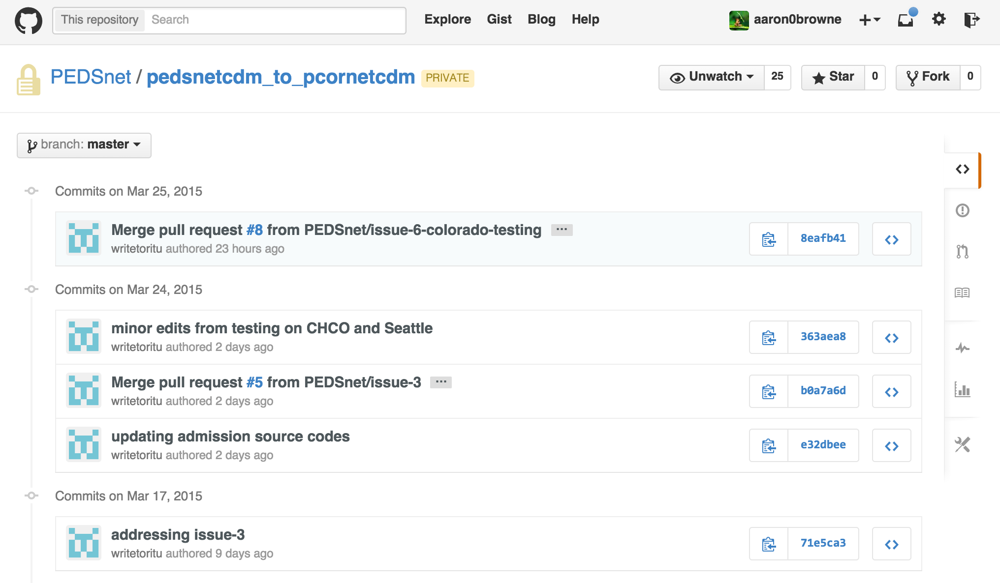 This repository Search Explore Gist Blog Help aaron0browne
PEDSnet / pedsnetcdm_to_pcornetcdm PRIVATE Unwatch 25 Star 0 Fork 0
branch: master
Commits on Mar 25, 2015
Merge pull request #8 from PEDSnet/issue-6-colorado-testing ...
writetoritu authored 23 hours ago
8eafb41
Commits on Mar 24, 2015
minor edits from testing on CHCO and Seattle
writetoritu authored 2 days ago
363aea8
Merge pull request #5 from PEDSnet/issue-3 ...
writetoritu authored 2 days ago
b0a7a6d
updating admission source codes
writetoritu authored 2 days ago
e32dbee
Commits on Mar 17, 2015
addressing issue-3
writetoritu authored 9 days ago
71e5ca3